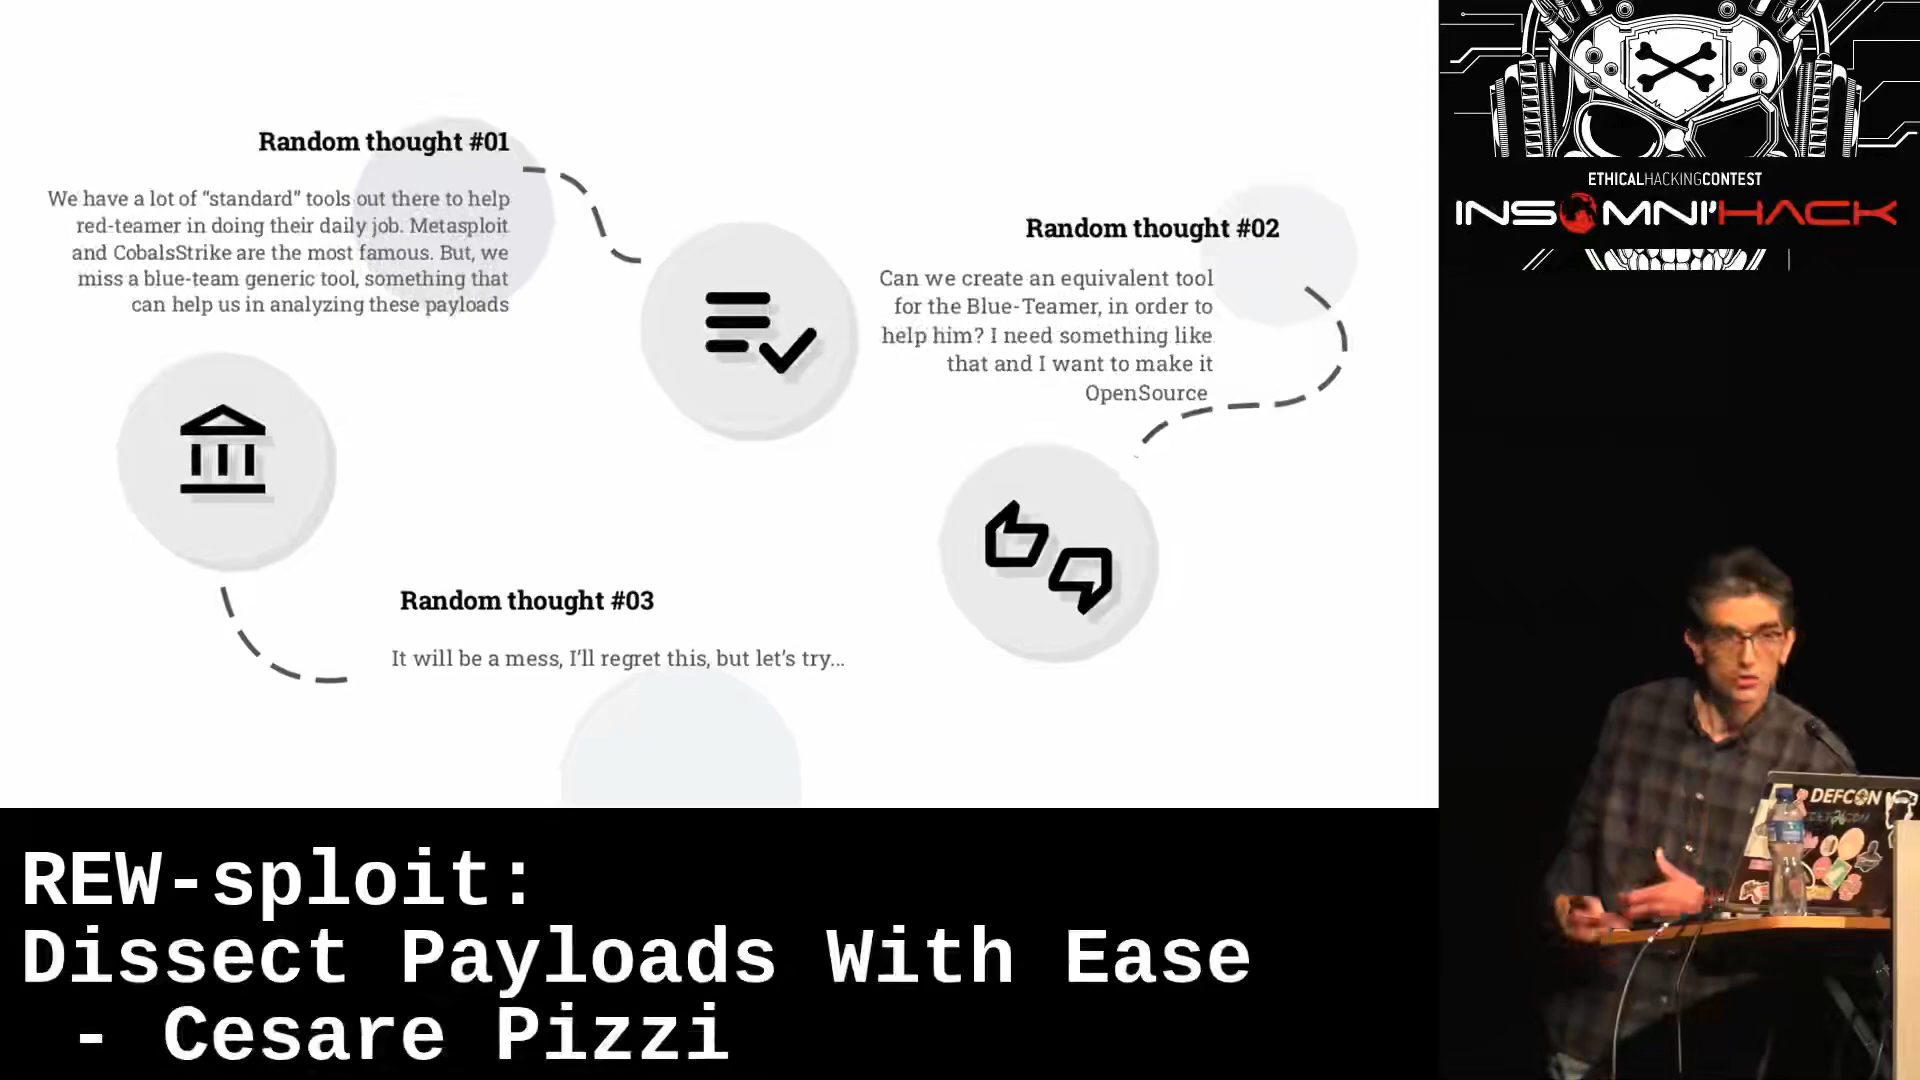 Random thought #01
We have a lot of “standard” tools out there to help
red-teamer in doing their daily job. Metasploit
and CobalsStrike are the most famous. But, we
miss a blue-team generic tool, something that
can help us in analyzing these payloads
Random thought #02
Can we create an equivalent tool
for the Blue-Teamer, in order to
help him? I need something like
that and I want to make it
OpenSource
Random thought #03
It will be a mess, I’ll regret this, but let’s try...
ETHICALHACKINGCONTEST
INSOMNI'HACK
DEFCON
REW-sploit:
Dissect Payloads With Ease
- Cesare Pizzi